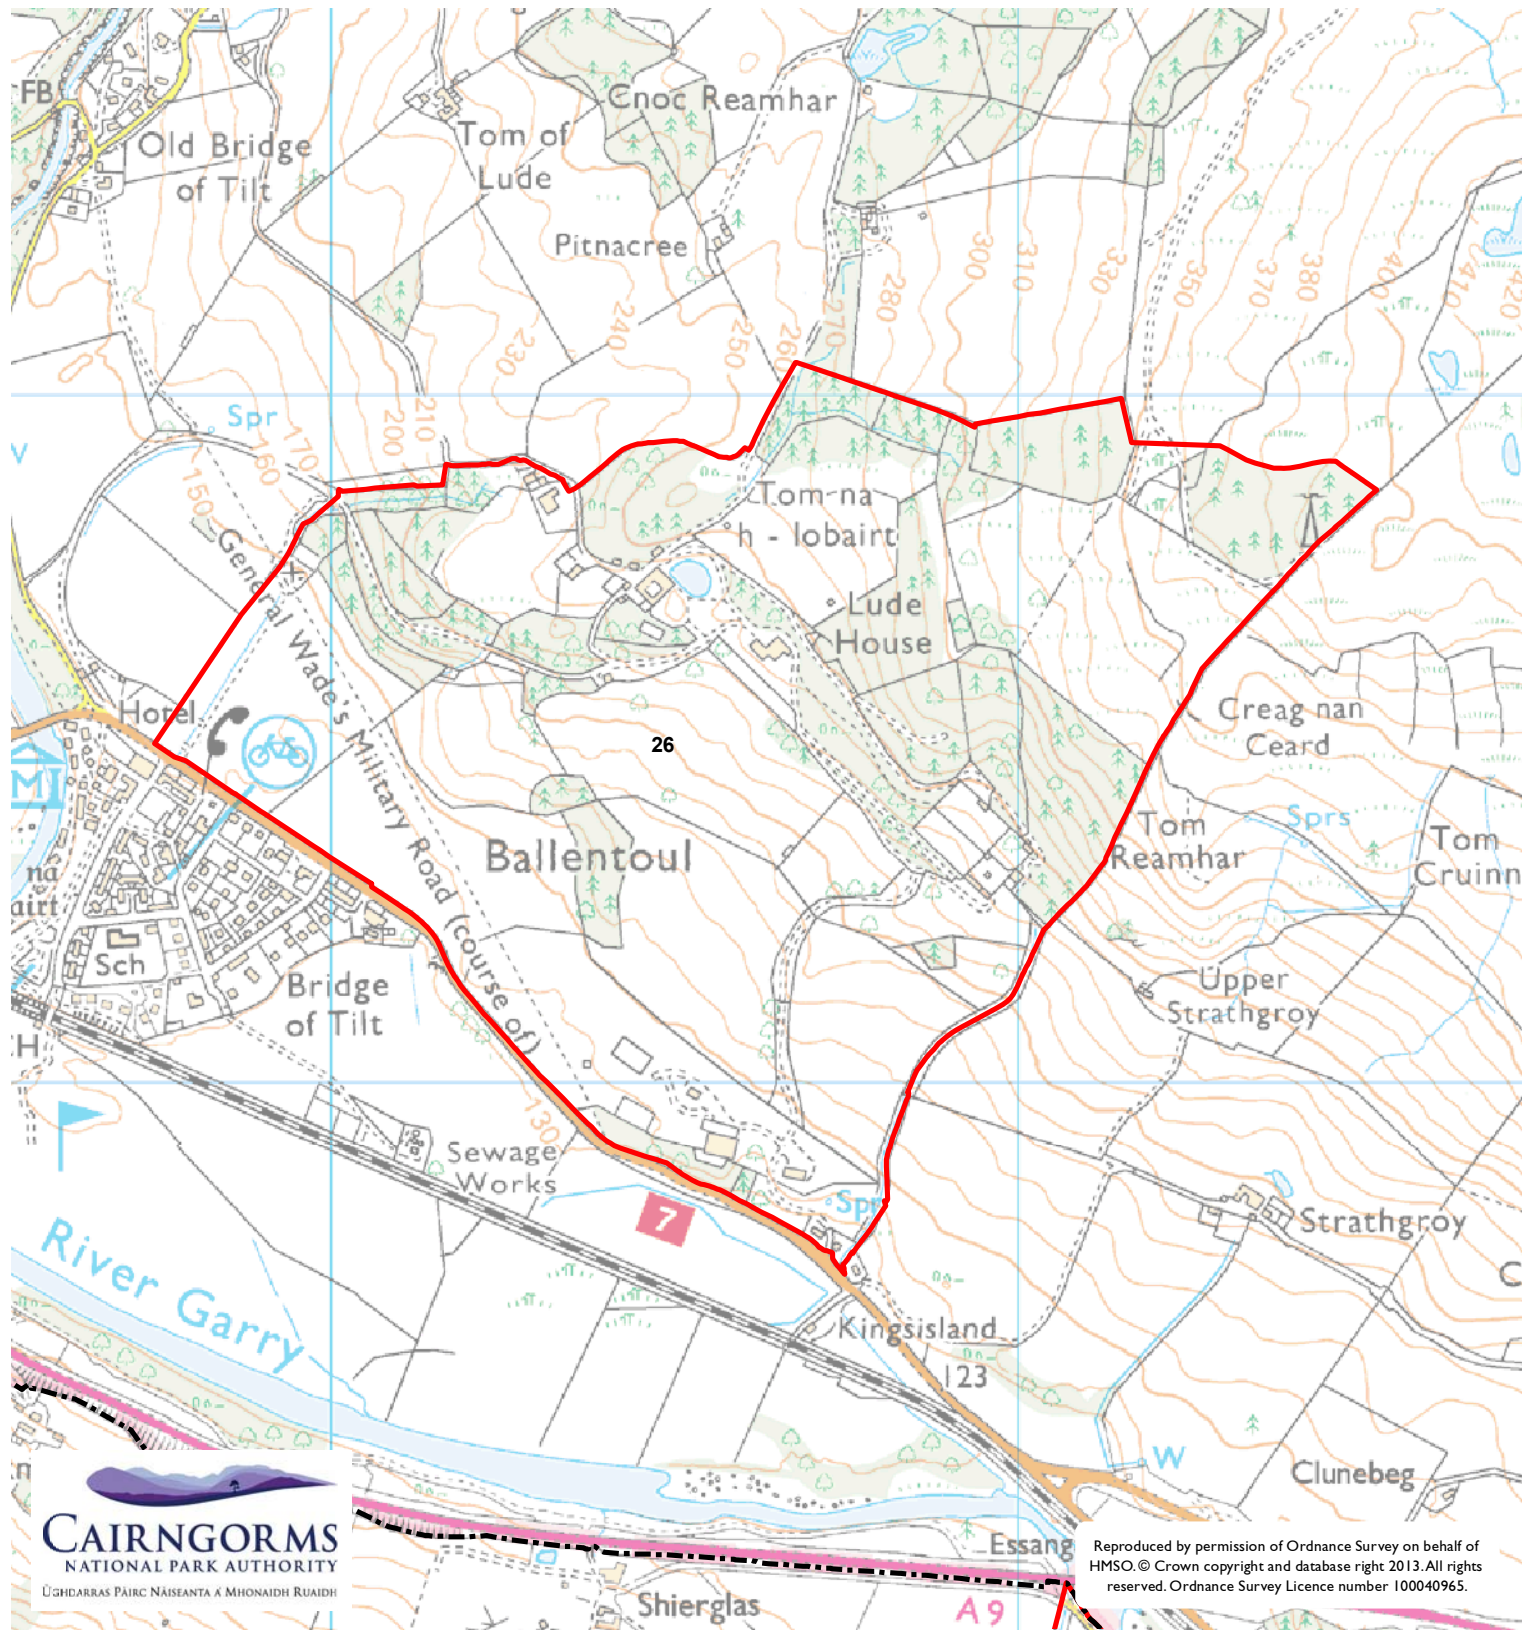 FB
Old Bridge
of Tilt
Tom of
Lude
Cnoc Reamhar
Pitnacree
230
240
250
260
270
280
300
310
330
350
370
380
400
410
420
Spr
W
150
160
170
200
210
General Wade's Military Road (course of)
Tom-na
h - Iobairt
Lude
House
Hotel
M
26
Creag nan
Ceard
Ballentoul
Tom
Reamhar
Sprs
Tom
Cruinn
na
airt
Sch
Bridge
of Tilt
Upper
Strathgroy
H
130
Sewage
Works
7
Spr
Strathgroy
River Garry
Kingsisland
123
C
W
Clunebeg
Essang
Shierglas
A 9
CAIRNGORMS
NATIONAL PARK AUTHORITY
ÙGHDARRAS PÀIRC NÀISEANTA A' MHONAIDH RUAIDH
Reproduced by permission of Ordnance Survey on behalf of
HMSO. © Crown copyright and database right 2013. All rights
reserved. Ordnance Survey Licence number 100040965.